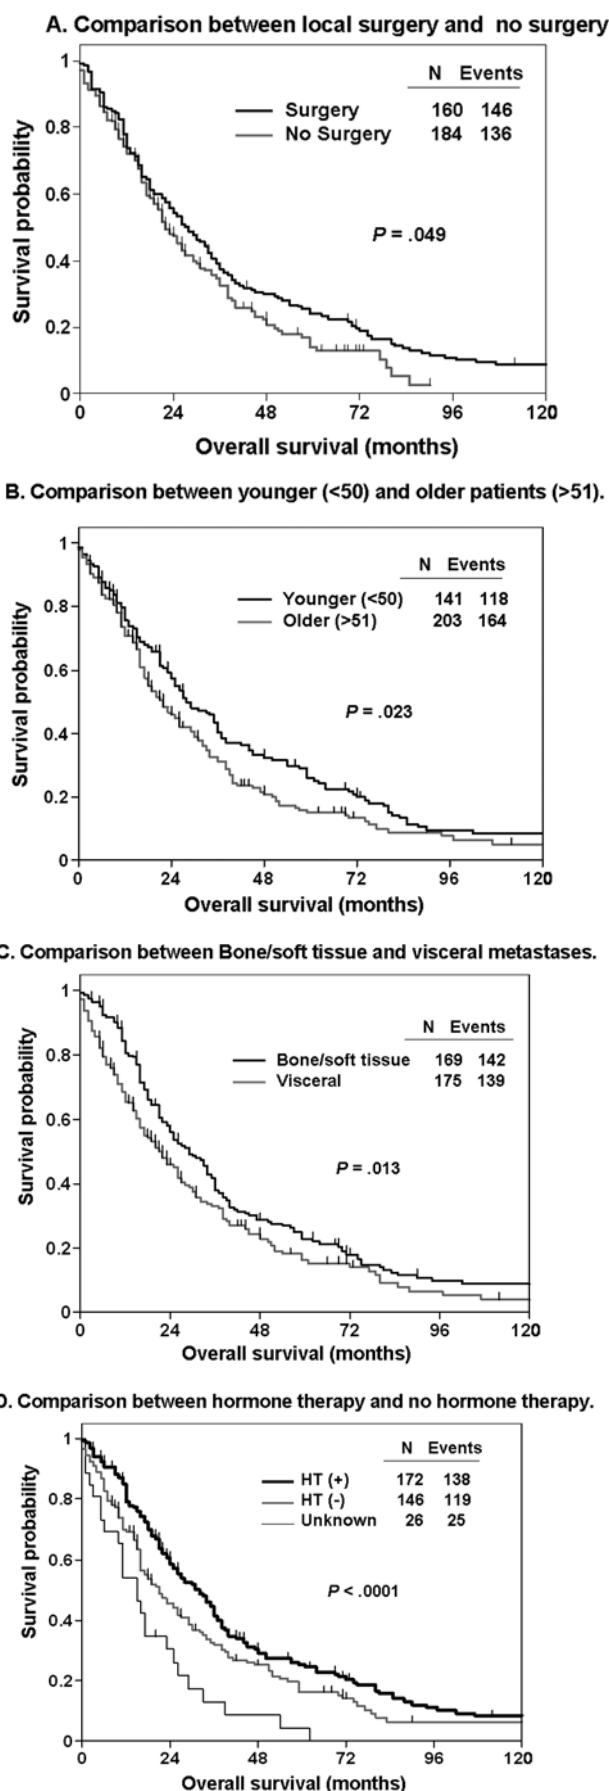 A. Comparison between local surgery and no surgery
N Events
Surgery 160 146
No Surgery 184 136
P = .049
Survival probability
1
0.8
0.6
0.4
0.2
0
0 24 48 72 96 120
Overall survival (months)
B. Comparison between younger (<50) and older patients (>51).
N Events
Younger (<50) 141 118
Older (>51) 203 164
P = .023
Survival probability
1
0.8
0.6
0.4
0.2
0
0 24 48 72 96 120
Overall survival (months)
C. Comparison between Bone/soft tissue and visceral metastases.
N Events
Bone/soft tissue 169 142
Visceral 175 139
P = .013
Survival probability
1
0.8
0.6
0.4
0.2
0
0 24 48 72 96 120
Overall survival (months)
D. Comparison between hormone therapy and no hormone therapy.
N Events
HT (+) 172 138
HT (-) 146 119
Unknown 26 25
P < .0001
Survival probability
1
0.8
0.6
0.4
0.2
0
0 24 48 72 96 120
Overall survival (months)